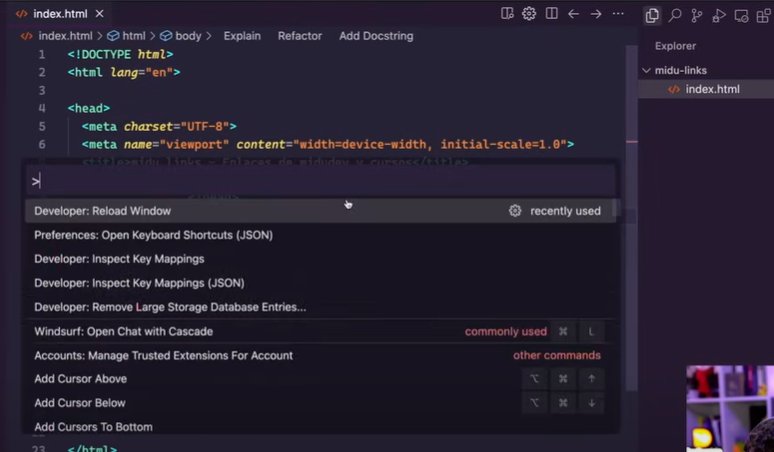 index.html
index.html > html > body > Explain Refactor Add Docstring
1 <!DOCTYPE html>
2 <html lang="en">
3
4 <head>
5 <meta charset="UTF-8">
6 <meta name="viewport" content="width=device-width, initial-scale=1.0">
<title>midu links - Enlaces de midudev y cursos</title>
>
Developer: Reload Window recently used
Preferences: Open Keyboard Shortcuts (JSON)
Developer: Inspect Key Mappings
Developer: Inspect Key Mappings (JSON)
Developer: Remove Large Storage Database Entries...
Windsurf: Open Chat with Cascade commonly used ⌘ L
Accounts: Manage Trusted Extensions For Account other commands
Add Cursor Above ⌥ ⌘ ↑
Add Cursor Below ⌥ ⌘ ↓
Add Cursors To Bottom
23 </html>
Explorer
midu-links
index.html